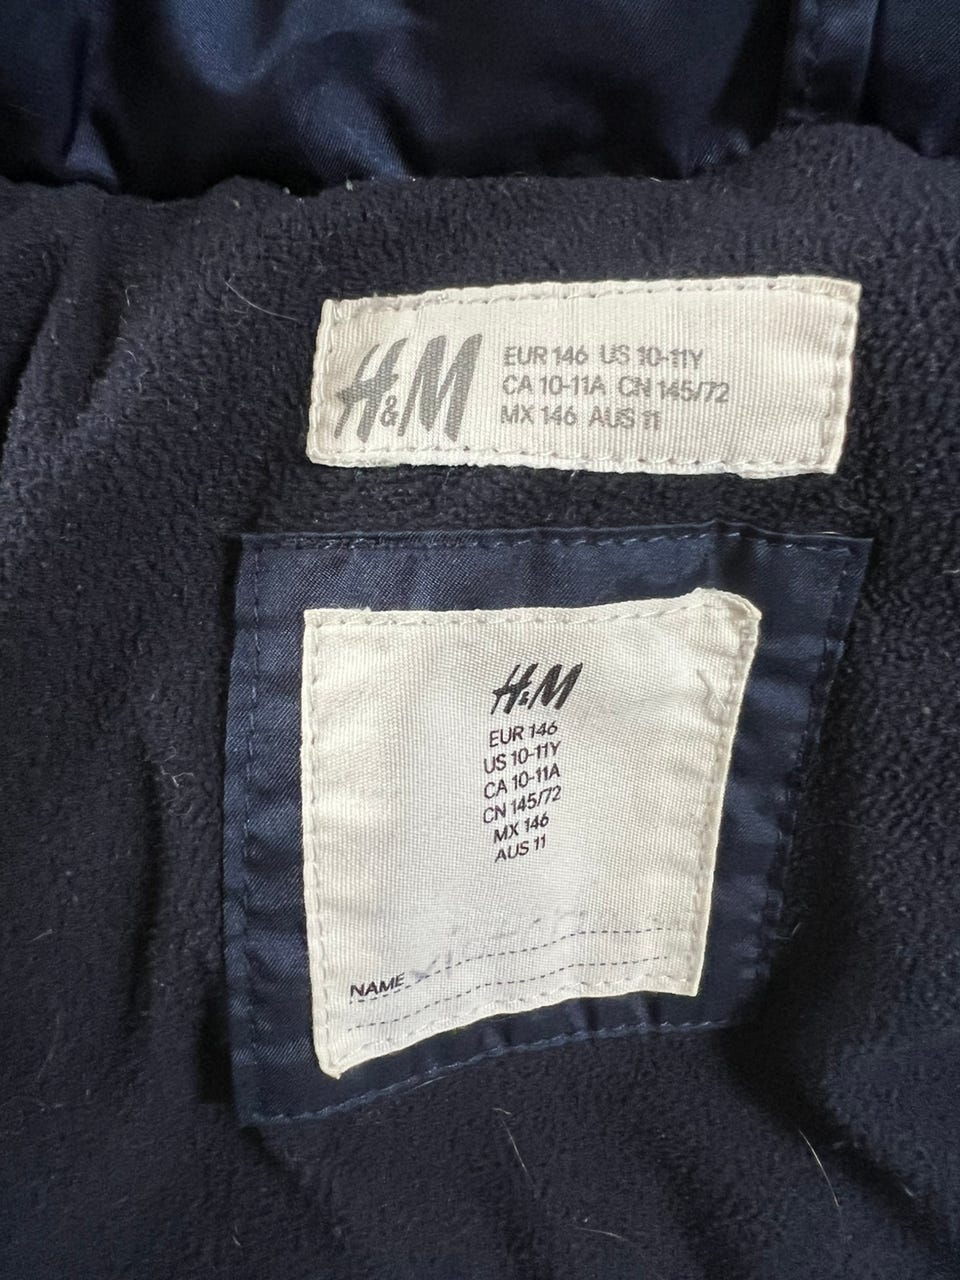 H&M
EUR 146 US 10-11Y
CA 10-11A CN 145/72
MX 146 AUS 11
H&M
EUR 146
US 10-11Y
CA 10-11A
CN 145/72
MX 146
AUS 11
NAME